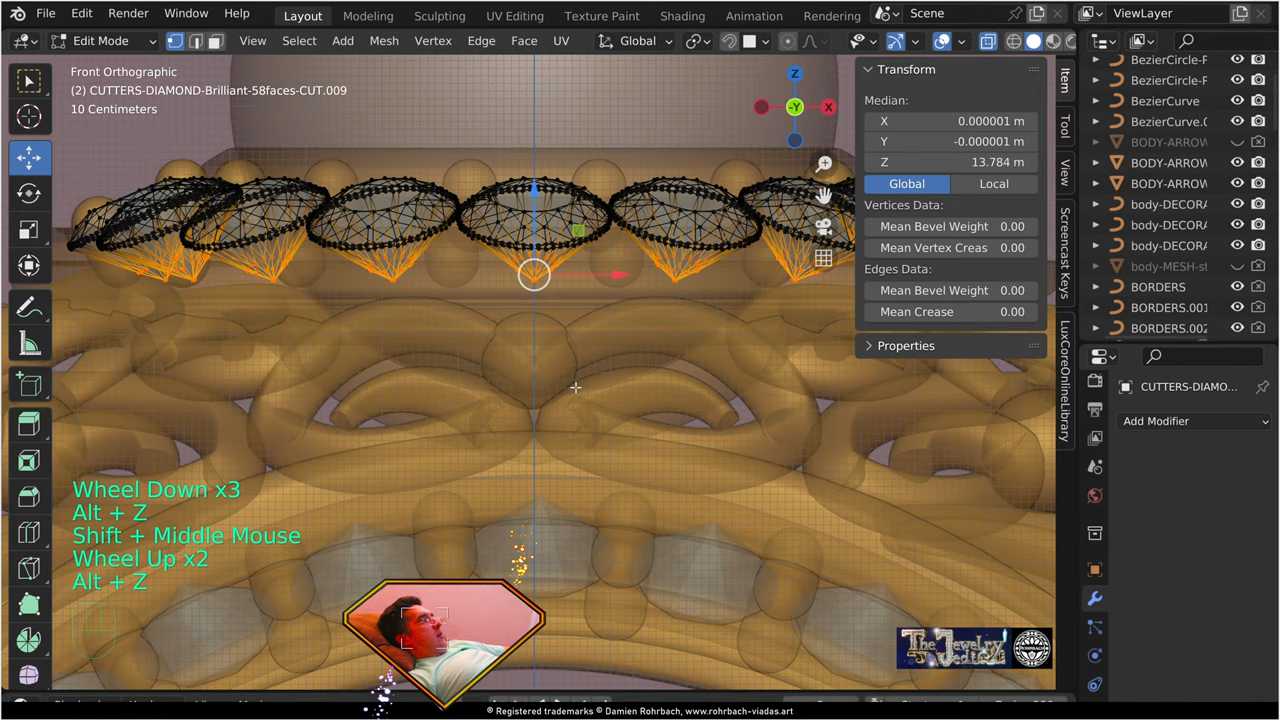 File Edit Render Window Help
Layout Modeling Sculpting UV Editing Texture Paint Shading Animation Rendering
Scene
ViewLayer
Edit Mode
View Select Add Mesh Vertex Edge Face UV
Global
Front Orthographic
(2) CUTTERS-DIAMOND-Brilliant-58faces-CUT.009
10 Centimeters
Z
-Y
X
Transform
Median:
X 0.000001 m
Y -0.000001 m
Z 13.784 m
Global Local
Vertices Data:
Mean Bevel Weight 0.00
Mean Vertex Creas 0.00
Edges Data:
Mean Bevel Weight 0.00
Mean Crease 0.00
Properties
Item
Tool
View
Screencast Keys
LuxCoreOnlineLibrary
BezierCircle-F
BezierCircle-F
BezierCurve
BezierCurve.0
BODY-ARROW
BODY-ARROW
BODY-ARROW
body-DECORA
body-DECORA
body-DECORA
body-MESH-st
BORDERS
BORDERS.001
BORDERS.002
CUTTERS-DIAMO...
Add Modifier
Wheel Down x3
Alt + Z
Shift + Middle Mouse
Wheel Up x2
Alt + Z
The Jewelry Jedia
ROHRBACH
® Registered trademarks © Damien Rohrbach, www.rohrbach-viadas.art